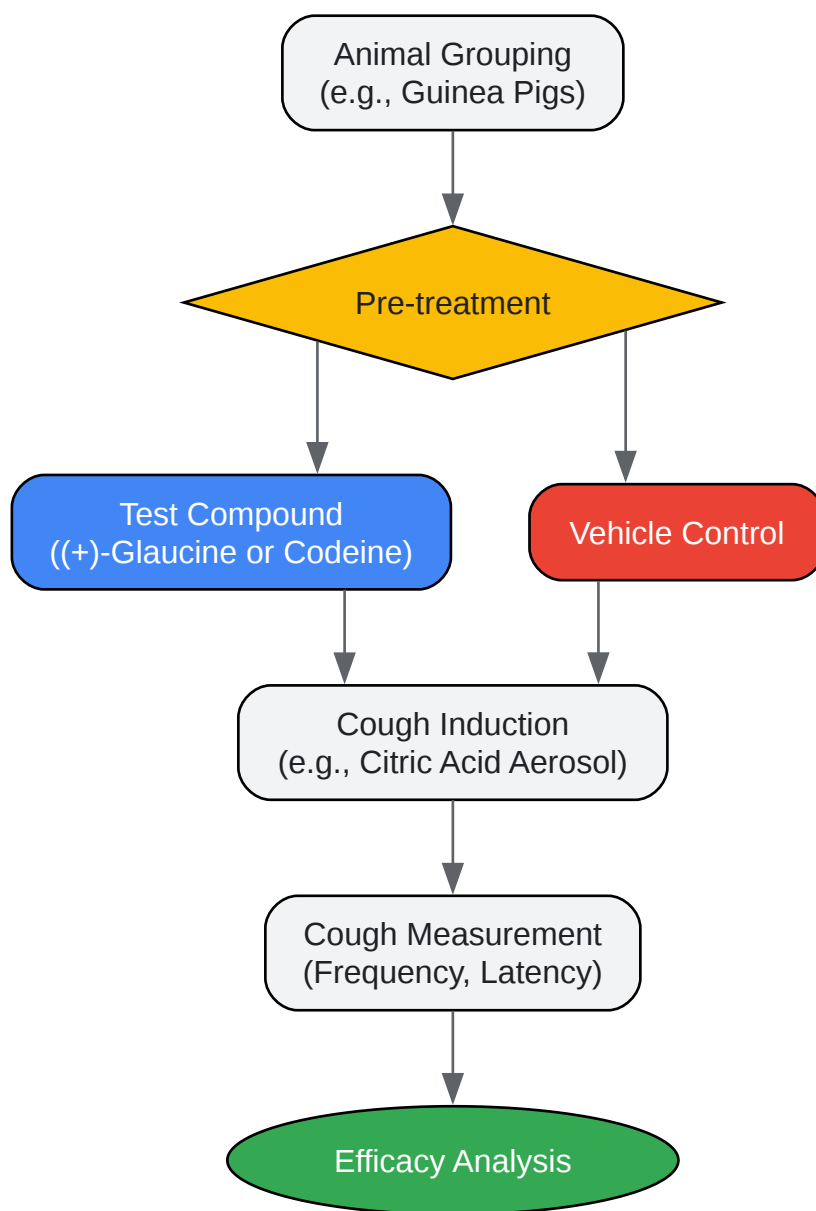 Animal Grouping
(e.g., Guinea Pigs)
Pre-treatment
Test Compound
((+)-Glaucine or Codeine)
Vehicle Control
Cough Induction
(e.g., Citric Acid Aerosol)
Cough Measurement
(Frequency, Latency)
Efficacy Analysis